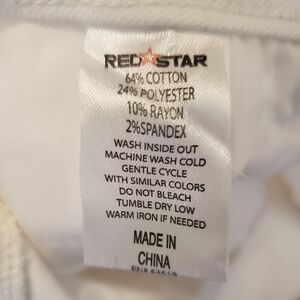 RED STAR
64% COTTON
24% POLYESTER
10% RAYON
2%SPANDEX
WASH INSIDE OUT
MACHINE WASH COLD
GENTLE CYCLE
WITH SIMILAR COLORS
DO NOT BLEACH
TUMBLE DRY LOW
WARM IRON IF NEEDED
MADE IN
CHINA